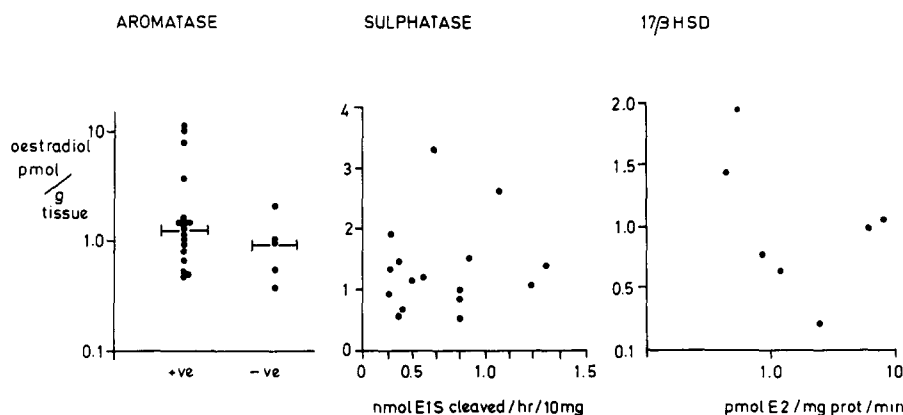 AROMATASE
SULPHATASE
17βHSD
oestradiol
pmol
/
g
tissue
10
1.0
0.1
+ve
-ve
4
3
2
1
0
0
0.5
1.0
1.5
nmol E1S cleaved/hr/10mg
2.0
1.5
1.0
0.5
0.1
1.0
10
pmol E2/mg prot/min